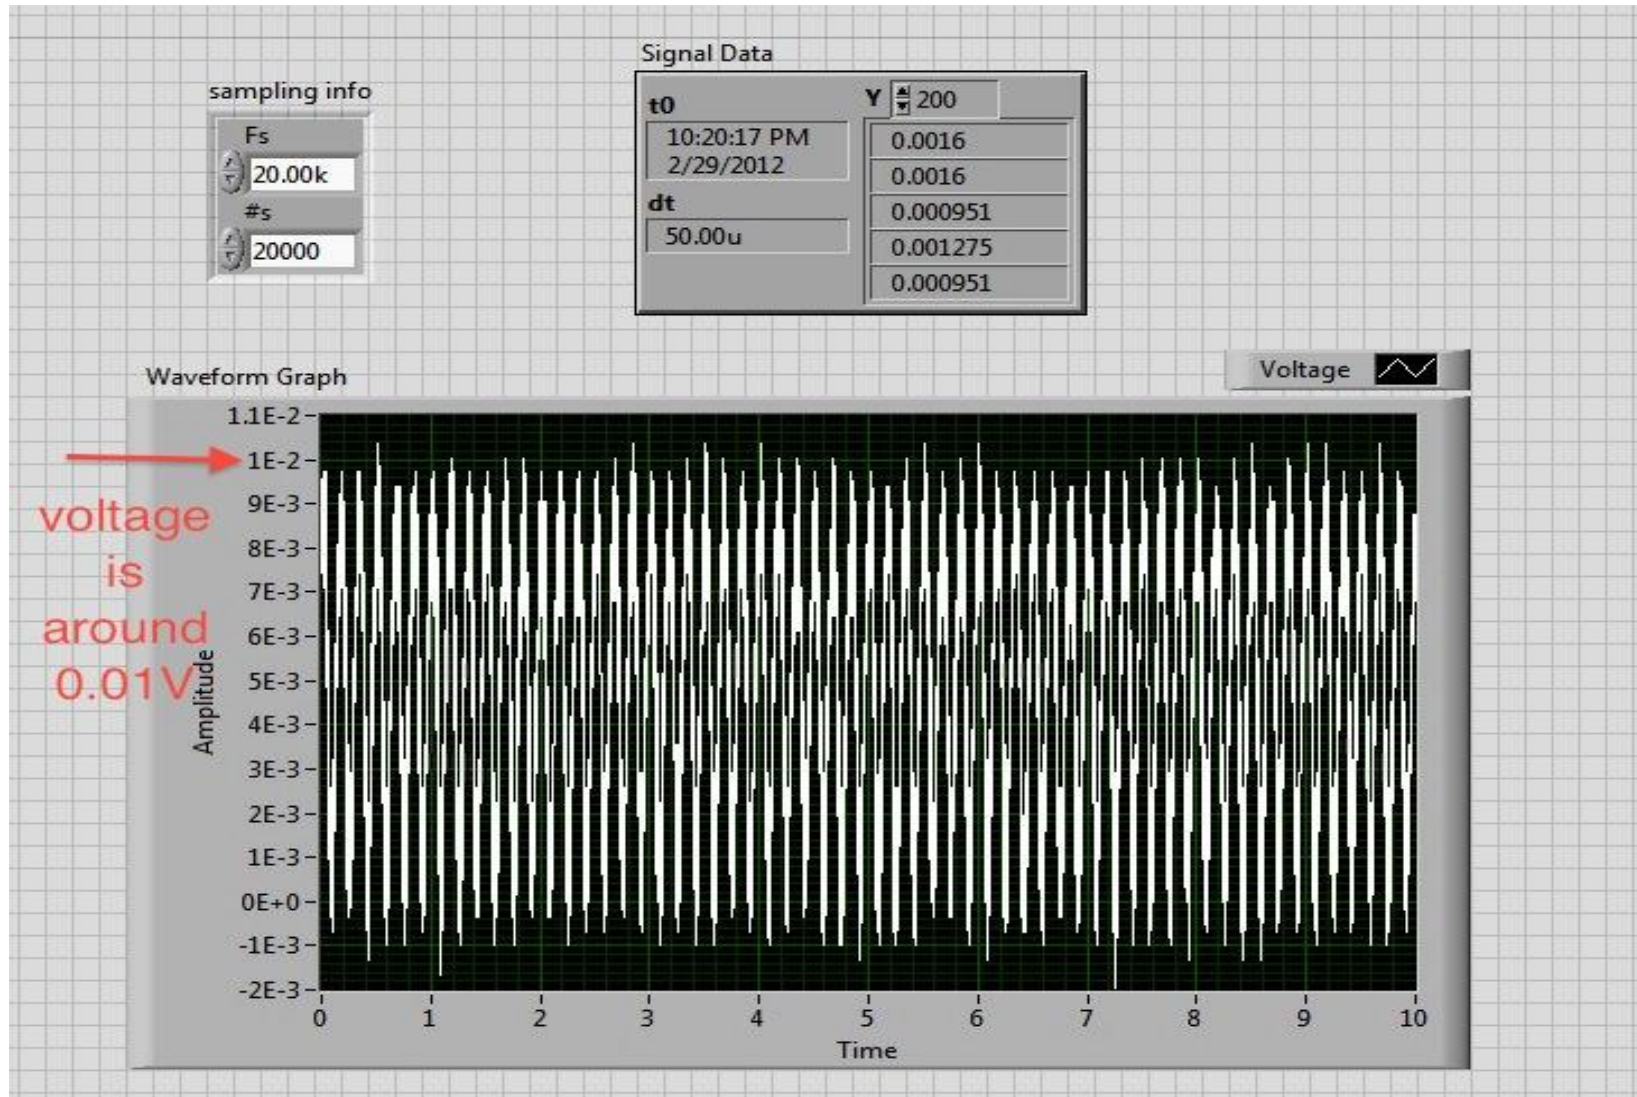 Signal Data
sampling info
Fs
20.00k
#s
20000
t0
10:20:17 PM
2/29/2012
dt
50.00u
Y 200
0.0016
0.0016
0.000951
0.001275
0.000951
Waveform Graph
Voltage
1.1E-2
1E-2
9E-3
8E-3
7E-3
6E-3
5E-3
4E-3
3E-3
2E-3
1E-3
0E+0
-1E-3
-2E-3
Amplitude
voltage
is
around
0.01V
0 1 2 3 4 5 6 7 8 9 10
Time